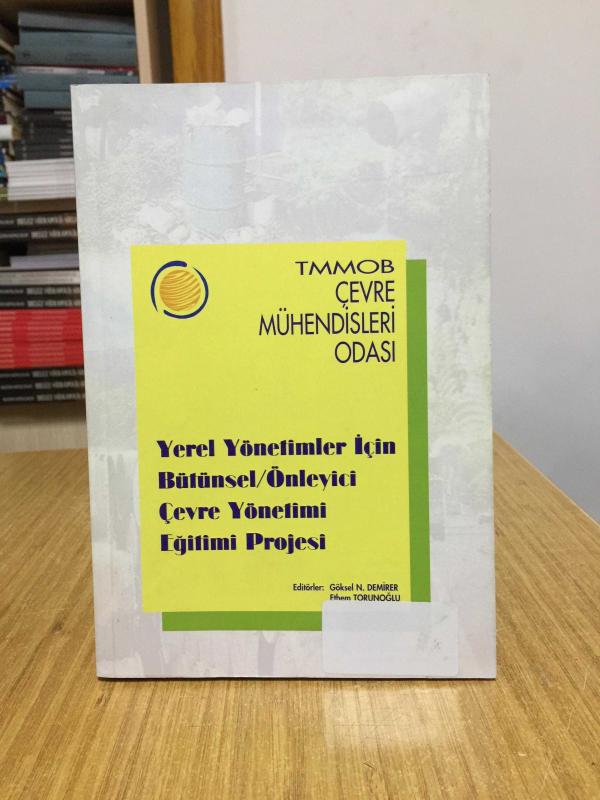 TMMOB
ÇEVRE
MÜHENDİSLERİ
ODASI
Yerel Yönetimler İçin
Bütünsel/Önleyici
Çevre Yönetimi
Eğitimi Projesi
Editörler: Göksel N. DEMİRER
Ethem TORUNOĞLU